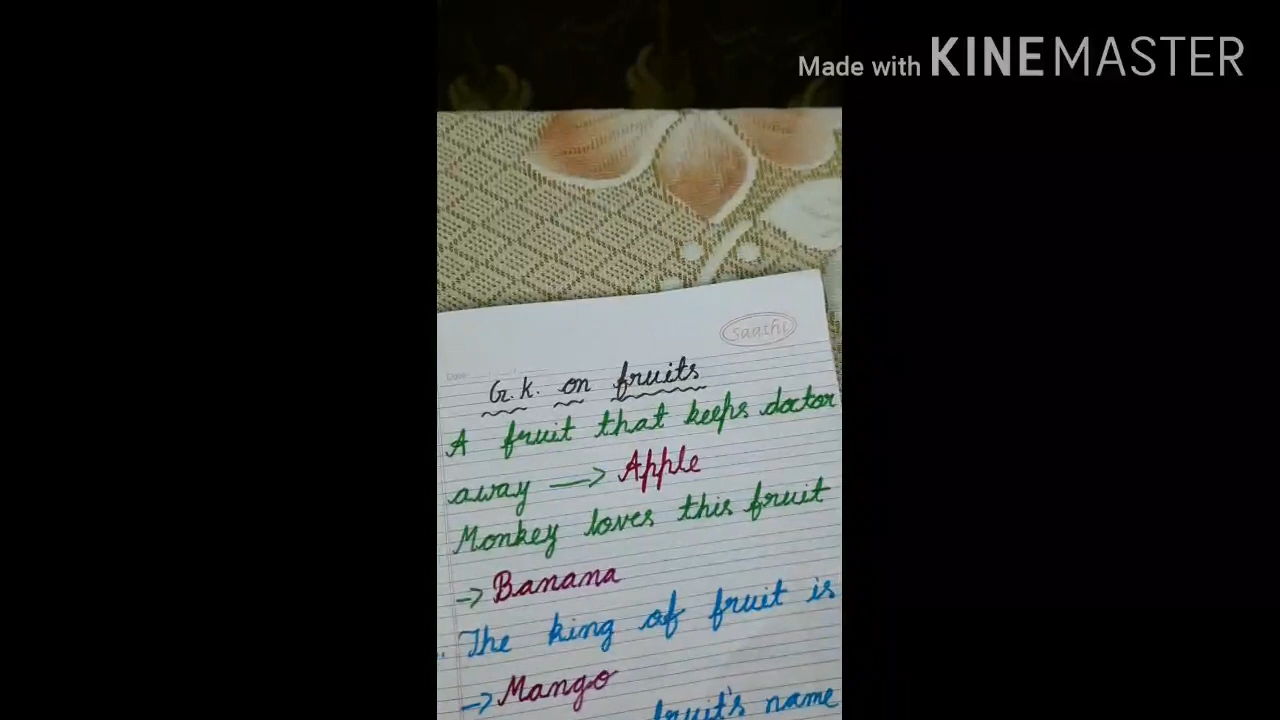 Made with KINEMASTER
saachi
G.K. on fruits
A fruit that keeps doctor
away → Apple
Monkey loves this fruit
→ Banana
The king of fruit is
→ Mango
fruit's name